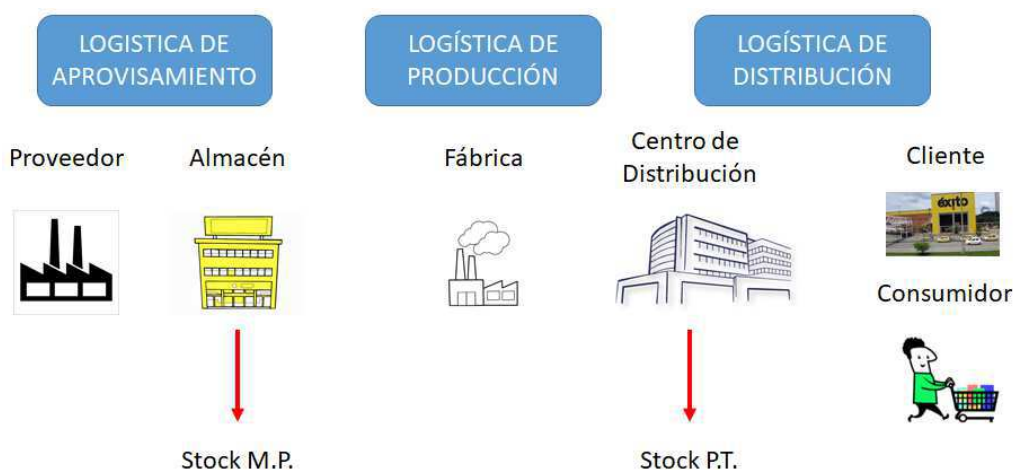 LOGISTICA DE
APROVISAMIENTO
LOGÍSTICA DE
PRODUCCIÓN
LOGÍSTICA DE
DISTRIBUCIÓN
Proveedor
Almacén
Fábrica
Centro de
Distribución
Cliente
éxito
Consumidor
Stock M.P.
Stock P.T.